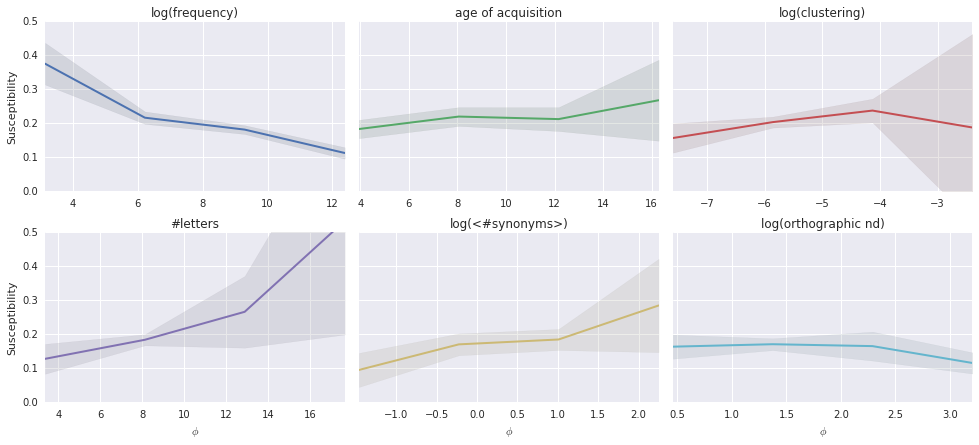 log(frequency)
age of acquisition
log(clustering)
Susceptibility
0.5
0.4
0.3
0.2
0.1
0.0
4 6 8 10 12
4 6 8 10 12 14 16
−7 −6 −5 −4 −3
#letters
log(<#synonyms>)
log(orthographic nd)
Susceptibility
0.5
0.4
0.3
0.2
0.1
0.0
4 6 8 10 12 14 16
−1.0 −0.5 0.0 0.5 1.0 1.5 2.0
0.5 1.0 1.5 2.0 2.5 3.0
ϕ
ϕ
ϕ